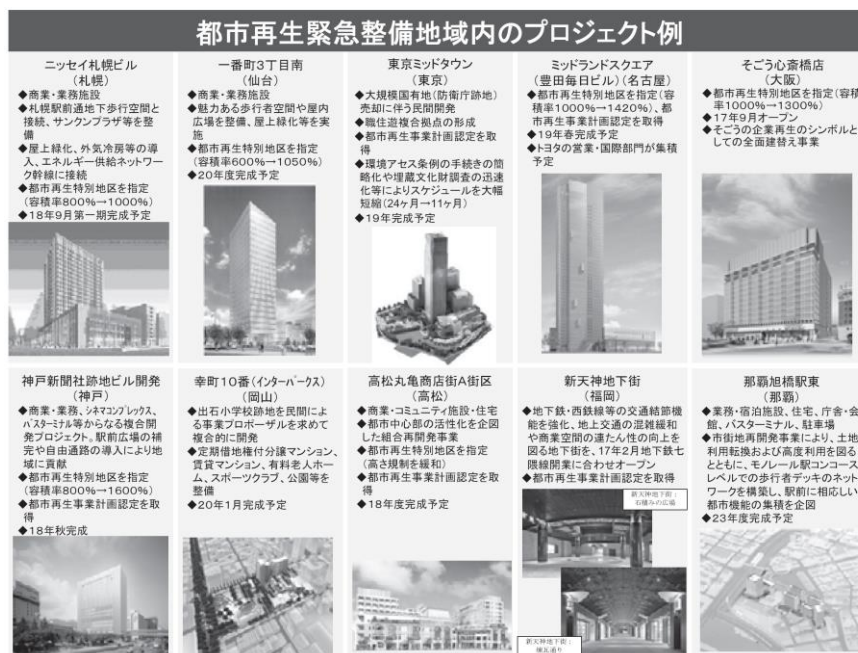 都市再生緊急整備地域内のプロジェクト例
ニッセイ札幌ビル
(札幌)
◆商業・業務施設
◆札幌駅前通地下歩行空間と
接続、サンクンプラザ等を整
備
◆屋上緑化、外気冷房等の導
入、エネルギー供給ネットワー
ク幹線に接続
◆都市再生特別地区を指定
(容積率800%→1000%)
◆18年9月第一期完成予定
一番町3丁目南
(仙台)
◆商業・業務施設
◆魅力ある歩行者空間や屋内
広場を整備、屋上緑化等を実
施
◆都市再生特別地区を指定
(容積率600%→1050%)
◆20年度完成予定
東京ミッドタウン
(東京)
◆大規模国有地(防衛庁跡地)
売却に伴う民間開発
◆職住遊複合拠点の形成
◆都市再生事業計画認定を取
得
◆環境アセス条例の手続きの簡
略化や埋蔵文化財調査の迅速
化等によりスケジュールを大幅
短縮(24ヶ月→11ヶ月)
◆19年完成予定
ミッドランドスクエア
(豊田毎日ビル)(名古屋)
◆都市再生特別地区を指定(容
積率1000%→1420%)、都
市再生事業計画認定を取得
◆19年春完成予定
◆トヨタの営業・国際部門が集積
予定
そごう心斎橋店
(大阪)
◆都市再生特別地区を指定(容積
率1000%→1300%)
◆17年9月オープン
◆そごうの企業再生のシンボルと
しての全面建替え事業
神戸新聞社跡地ビル開発
(神戸)
◆商業・業務、シネマコンプレックス、
バスターミナル等からなる複合開
発プロジェクト。駅前広場の補
完や自由通路の導入により地
域に貢献
◆都市再生特別地区を指定
(容積率800%→1600%)
◆都市再生事業計画認定を取
得
◆18年秋完成
幸町10番(インターパークス)
(岡山)
◆出石小学校跡地を民間によ
る事業プロポーザルを求めて
複合的に開発
◆定期借地権付分譲マンション、
賃貸マンション、有料老人ホー
ム、スポーツクラブ、公園等を
整備
◆20年1月完成予定
高松丸亀商店街A街区
(高松)
◆商業・コミュニティ施設・住宅
◆都市中心部の活性化を企図
した組合再開発事業
◆都市再生特別地区を指定
(高さ規制を緩和)
◆都市再生事業計画認定を取
得
◆18年度完成予定
新天神地下街
(福岡)
◆地下鉄・西鉄線等の交通結節機
能を強化、地上交通の混雑緩和
や商業空間の連たん性の向上を
図る地下街を、17年2月地下鉄七
隈線開業に合わせオープン
◆都市再生事業計画認定を取得
新天神地下街:
石積みの広場
新天神地下街:
煉瓦通り
那覇旭橋駅東
(那覇)
◆業務・宿泊施設、住宅、庁舎・会
館、バスターミナル、駐車場
◆市街地再開発事業により、土地
利用転換および高度利用を図る
とともに、モノレール駅コンコース
レベルでの歩行者デッキのネット
ワークを構築し、駅前に相応しい
都市機能の集積を企図
◆23年度完成予定